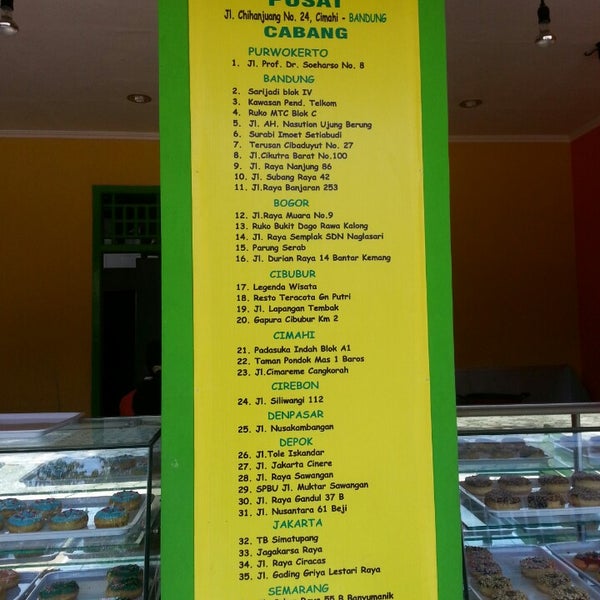 PUSAT
Jl. Chihanjuang No. 24, Cimahi - BANDUNG
CABANG
PURWOKERTO
1. Jl. Prof. Dr. Soeharso No. 8
BANDUNG
2. Sarijadi blok IV
3. Kawasan Pend. Telkom
4. Ruko MTC Blok C
5. Jl. AH. Nasution Ujung Berung
6. Surabi Imoet Setiabudi
7. Terusan Cibaduyut No. 27
8. Jl.Cikutra Barat No.100
9. Jl. Raya Nanjung 86
10. Jl. Subang Raya 42
11. Jl.Raya Banjaran 253
BOGOR
12. Jl.Raya Muara No.9
13. Ruko Bukit Dago Rawa Kalong
14. Jl. Raya Semplak SDN Naglasari
15. Parung Serab
16. Jl. Durian Raya 14 Bantar Kemang
CIBUBUR
17. Legenda Wisata
18. Resto Teracota Gn Putri
19. Jl. Lapangan Tembak
20. Gapura Cibubur Km 2
CIMAHI
21. Padasuka Indah Blok A1
22. Taman Pondok Mas 1 Baros
23. Jl.Cimareme Cangkorah
CIREBON
24. Jl. Siliwangi 112
DENPASAR
25. Jl. Nusakambangan
DEPOK
26. Jl.Tole Iskandar
27. Jl. Jakarta Cinere
28. Jl. Raya Sawangan
29. SPBU Jl. Muktar Sawangan
30. Jl. Raya Gandul 37 B
31. Jl. Nusantara 61 Beji
JAKARTA
32. TB Simatupang
33. Jagakarsa Raya
34. Jl. Raya Ciracas
35. Jl. Gading Griya Lestari Raya
SEMARANG
Raya 55 B Banyumanik